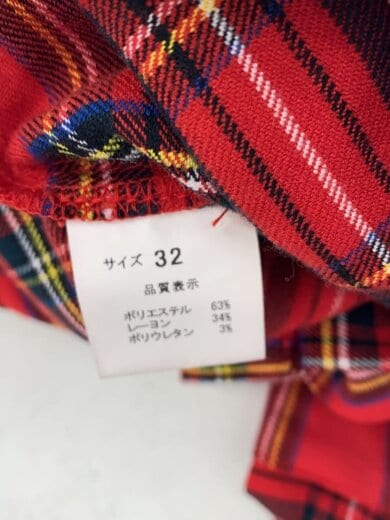 サイズ 32
品質表示
ポリエステル 63%
レーヨン 34%
ポリウレタン 3%